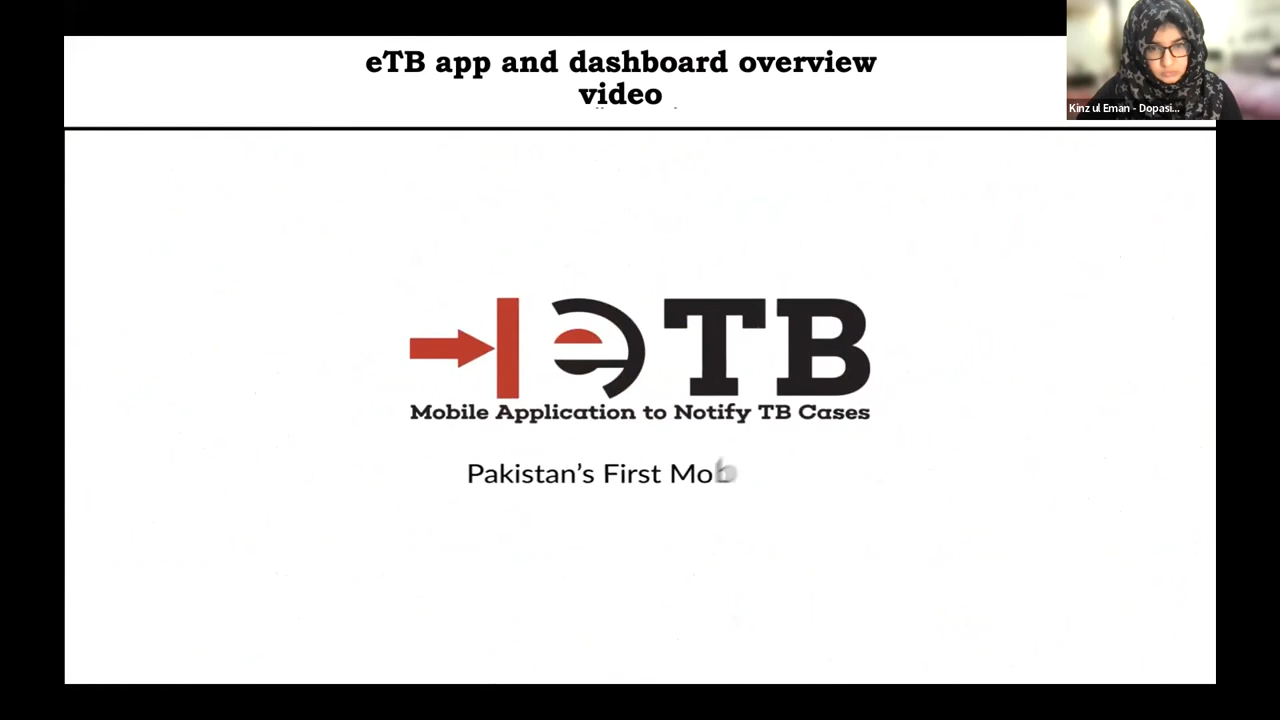 eTB app and dashboard overview
video
Kinz ul Eman - Dopasi...
eTB
Mobile Application to Notify TB Cases
Pakistan's First Mob